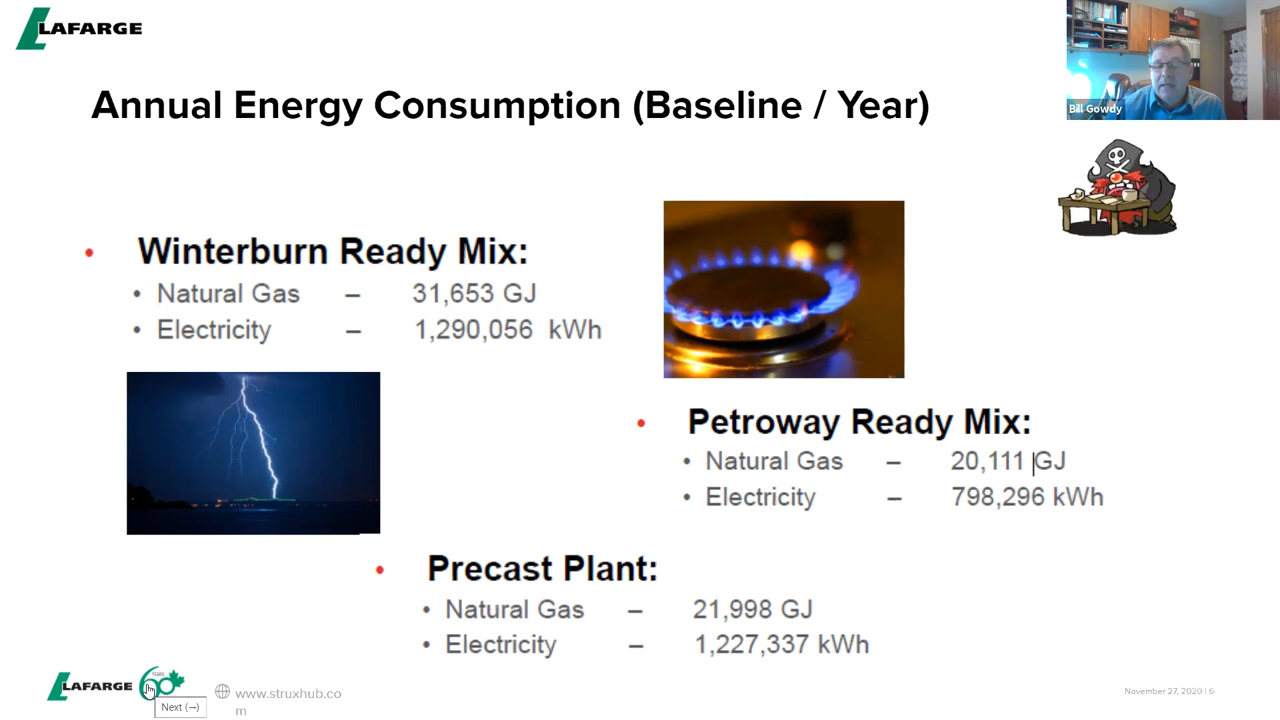 LAFARGE
Bill Gowdy
Annual Energy Consumption (Baseline / Year)
• Winterburn Ready Mix:
• Natural Gas – 31,653 GJ
• Electricity – 1,290,056 kWh
• Petroway Ready Mix:
• Natural Gas – 20,111 GJ
• Electricity – 798,296 kWh
• Precast Plant:
• Natural Gas – 21,998 GJ
• Electricity – 1,227,337 kWh
LAFARGE
YEARS
60
www.struxhub.co
m
Next (→)
November 27, 2020 | 6